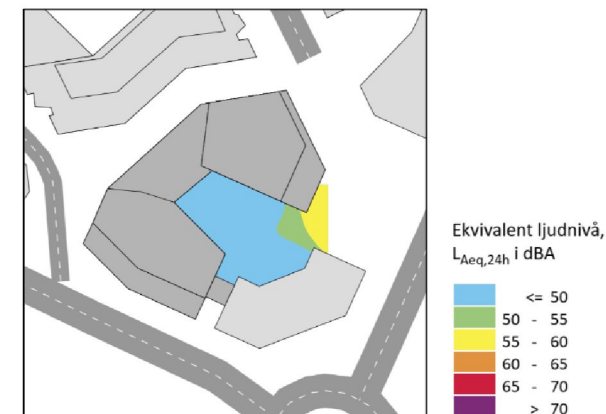 Ekvivalent ljudnivå,
LAeq,24h i dBA
<= 50
50 - 55
55 - 60
60 - 65
65 - 70
> 70